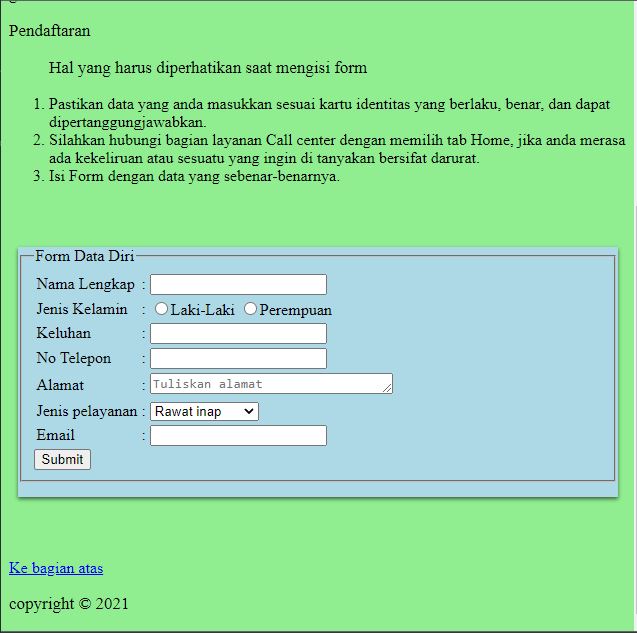 Pendaftaran
Hal yang harus diperhatikan saat mengisi form
1. Pastikan data yang anda masukkan sesuai kartu identitas yang berlaku, benar, dan dapat
dipertanggungjawabkan.
2. Silahkan hubungi bagian layanan Call center dengan memilih tab Home, jika anda merasa
ada kekeliruan atau sesuatu yang ingin di tanyakan bersifat darurat.
3. Isi Form dengan data yang sebenar-benarnya.
Form Data Diri
Nama Lengkap :
Jenis Kelamin : Laki-Laki Perempuan
Keluhan :
No Telepon :
Alamat : Tuliskan alamat
Jenis pelayanan : Rawat inap
Email :
Submit
Ke bagian atas
copyright © 2021